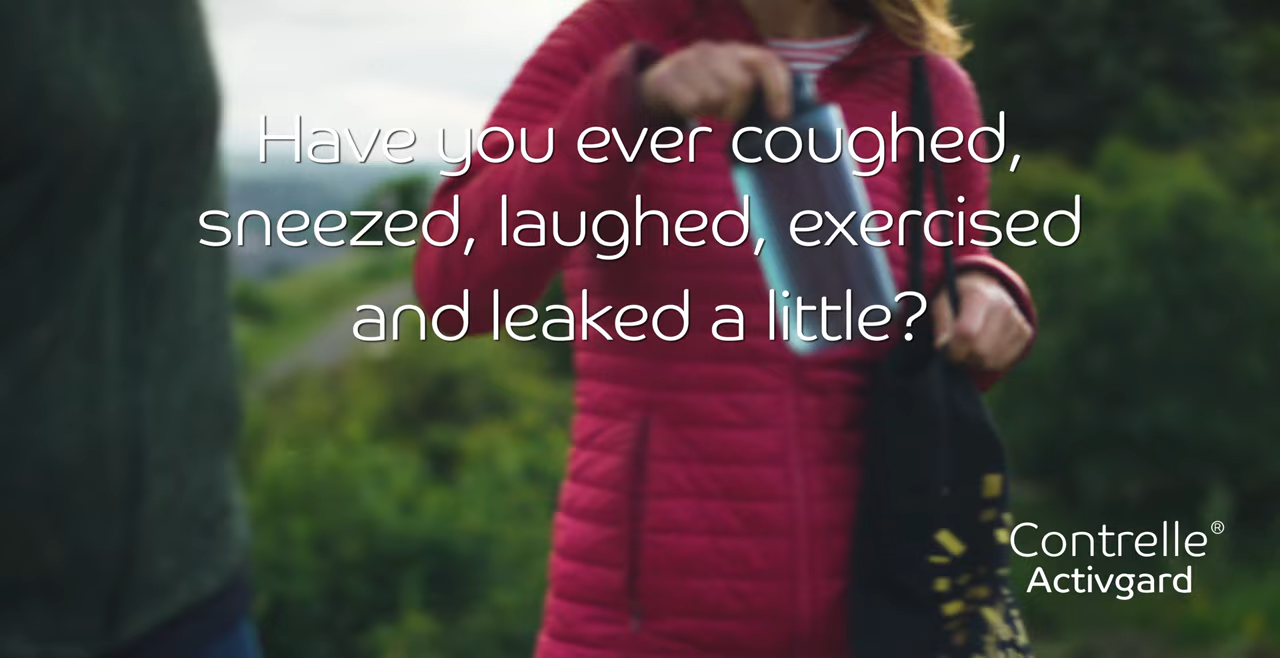 Have you ever coughed,
sneezed, laughed, exercised
and leaked a little?
Contrelle®
Activgard